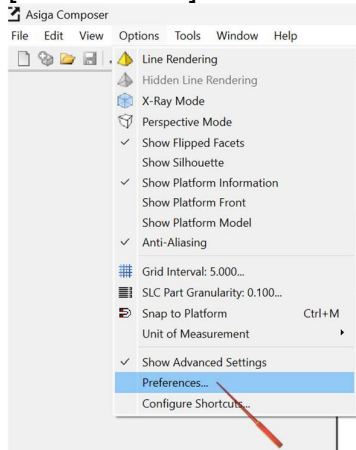 Asiga Composer
File Edit View Options Tools Window Help
Line Rendering
Hidden Line Rendering
X-Ray Mode
Perspective Mode
Show Flipped Facets
Show Silhouette
Show Platform Information
Show Platform Front
Show Platform Model
Anti-Aliasing
Grid Interval: 5.000...
SLC Part Granularity: 0.100...
Snap to Platform Ctrl+M
Unit of Measurement
Show Advanced Settings
Preferences...
Configure Shortcuts...